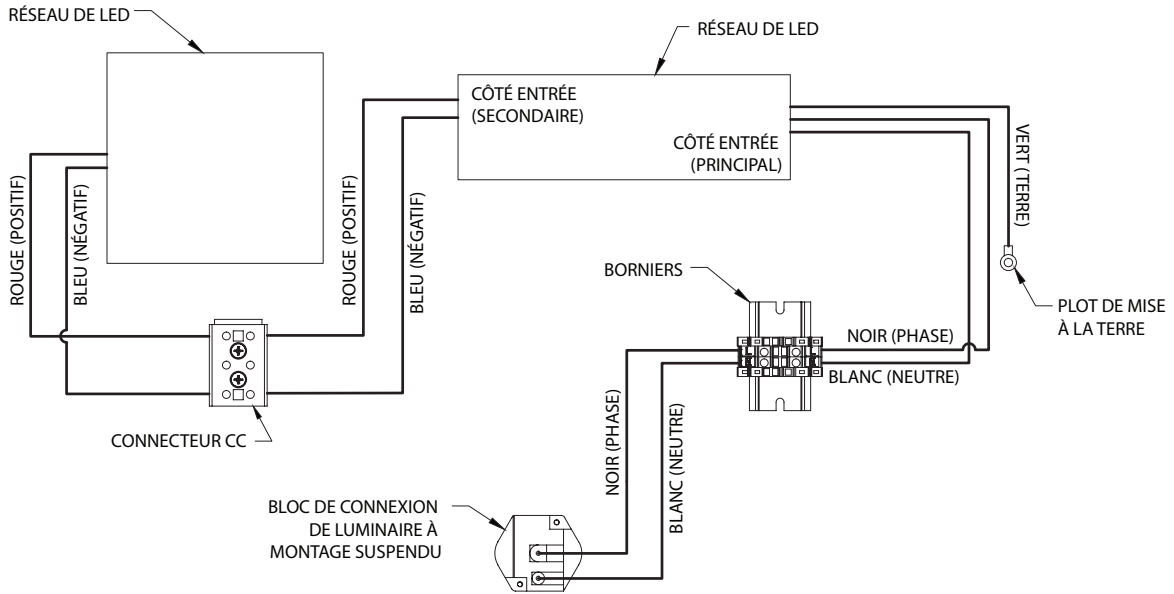 RÉSEAU DE LED
RÉSEAU DE LED
CÔTÉ ENTRÉE
(SECONDAIRE)
CÔTÉ ENTRÉE
(PRINCIPAL)
VERT (TERRE)
ROUGE (POSITIF)
BLEU (NÉGATIF)
ROUGE (POSITIF)
BLEU (NÉGATIF)
BORNIERS
PLOT DE MISE
À LA TERRE
NOIR (PHASE)
BLANC (NEUTRE)
CONNECTEUR CC
NOIR (PHASE)
BLANC (NEUTRE)
BLOC DE CONNEXION
DE LUMINAIRE À
MONTAGE SUSPENDU